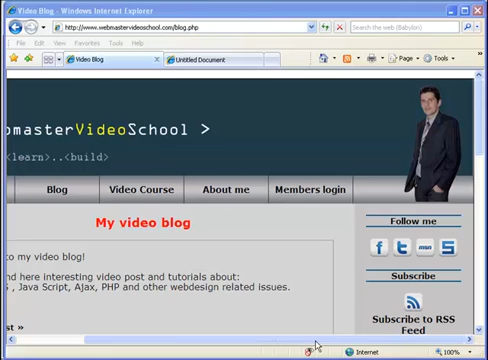 Video Blog - Windows Internet Explorer
http://www.webmastervideoschool.com/blog.php
Search the web (Babylon)
File Edit View Favorites Tools Help
Video Blog
Untitled Document
Page
Tools
bmasterVideoSchool >
<learn>..<build>
Blog
Video Course
About me
Members login
My video blog
Follow me
to my video blog!
nd here interesting video post and tutorials about:
S , Java Script, Ajax, PHP and other webdesign related issues.
f t msn S
Subscribe
Subscribe to RSS
Feed
st »
Internet
100%